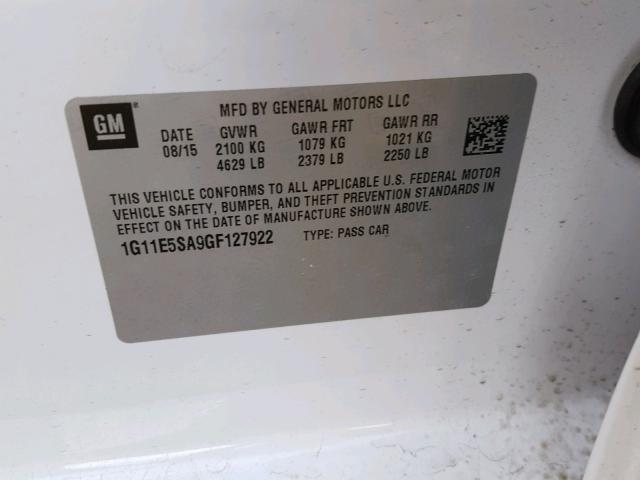 MFD BY GENERAL MOTORS LLC
GM ®
DATE GVWR GAWR FRT GAWR RR
08/15 2100 KG 1079 KG 1021 KG
4629 LB 2379 LB 2250 LB
THIS VEHICLE CONFORMS TO ALL APPLICABLE U.S. FEDERAL MOTOR
VEHICLE SAFETY, BUMPER, AND THEFT PREVENTION STANDARDS IN
EFFECT ON THE DATE OF MANUFACTURE SHOWN ABOVE.
1G11E5SA9GF127922 TYPE: PASS CAR